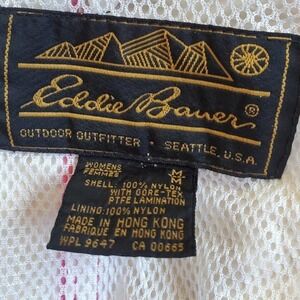 Eddie Bauer ®
OUTDOOR OUTFITTER • SEATTLE, U.S.A.
WOMENS
FEMMES
M
M
SHELL: 100% NYLON
WITH GORE-TEX
PTFE LAMINATION
LINING: 100% NYLON
MADE IN HONG KONG
FABRIQUE EN HONG KONG
WPL 9647 CA 00665